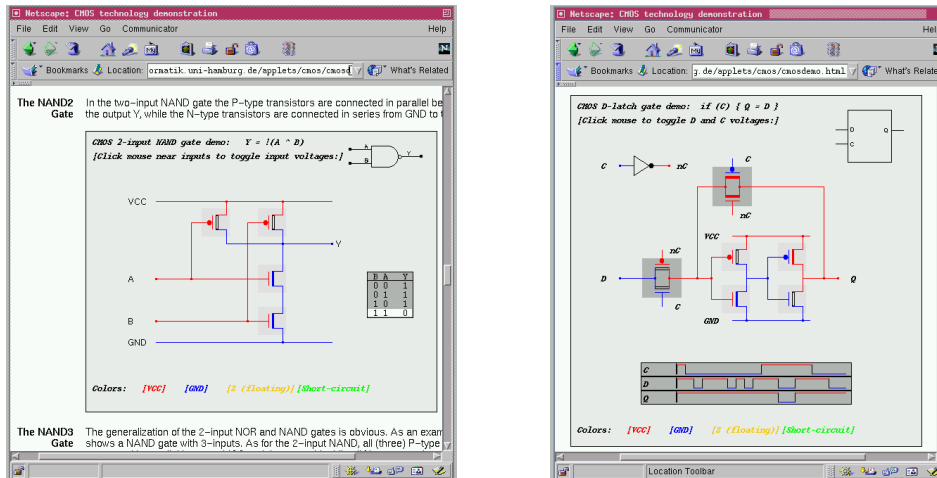 Netscape: CMOS technology demonstration
File Edit View Go Communicator Help
Bookmarks Location: ormatik.uni-hamburg.de/applets/cmos/cmosd What's Related
The NAND2 Gate
In the two-input NAND gate the P-type transistors are connected in parallel be
the output Y, while the N-type transistors are connected in series from GND to
CMOS 2-input NAND gate demo: Y = !(A ^ B)
[Click mouse near inputs to toggle input voltages:]
A
B
Y
VCC
Y
A
B
GND
B A Y
0 0 1
0 1 1
1 0 1
1 1 0
Colors: [VCC] [GND] [Z (floating)] [Short-circuit]
The NAND3 Gate
The generalization of the 2-input NOR and NAND gates is obvious. As an exam
shows a NAND gate with 3-inputs. As for the 2-input NAND, all (three) P-type
Netscape: CMOS technology demonstration
File Edit View Go Communicator Hel
Bookmarks Location: g.de/applets/cmos/cmosdemo.html What's Relate
CMOS D-latch gate demo: if (C) { Q = D }
[Click mouse to toggle D and C voltages:]
D Q
C
C nC
C
nC
VCC
nC
D
C
Q
GND
C
D
Q
Colors: [VCC] [GND] [Z (floating)] [Short-circuit]
Location Toolbar